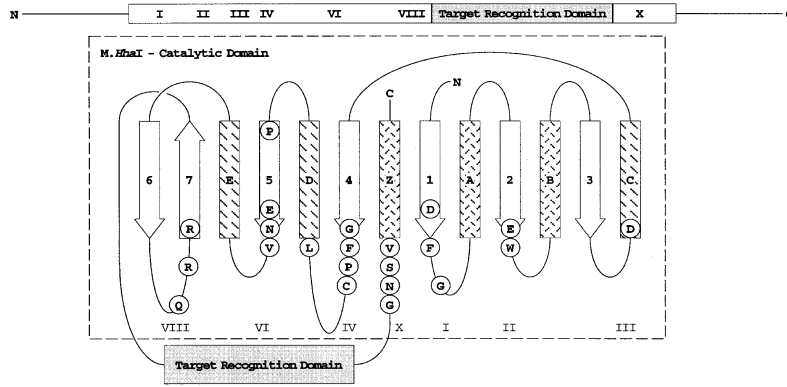 N I II III IV VI VIII Target Recognition Domain X
M.HhaI - Catalytic Domain
N
C
P
6 7 E 5 D 4 Z 1 A 2 B 3 C
E D
R N G E D
V L F V F W
R P S G
C N
Q G
VIII VI IV X I II III
Target Recognition Domain